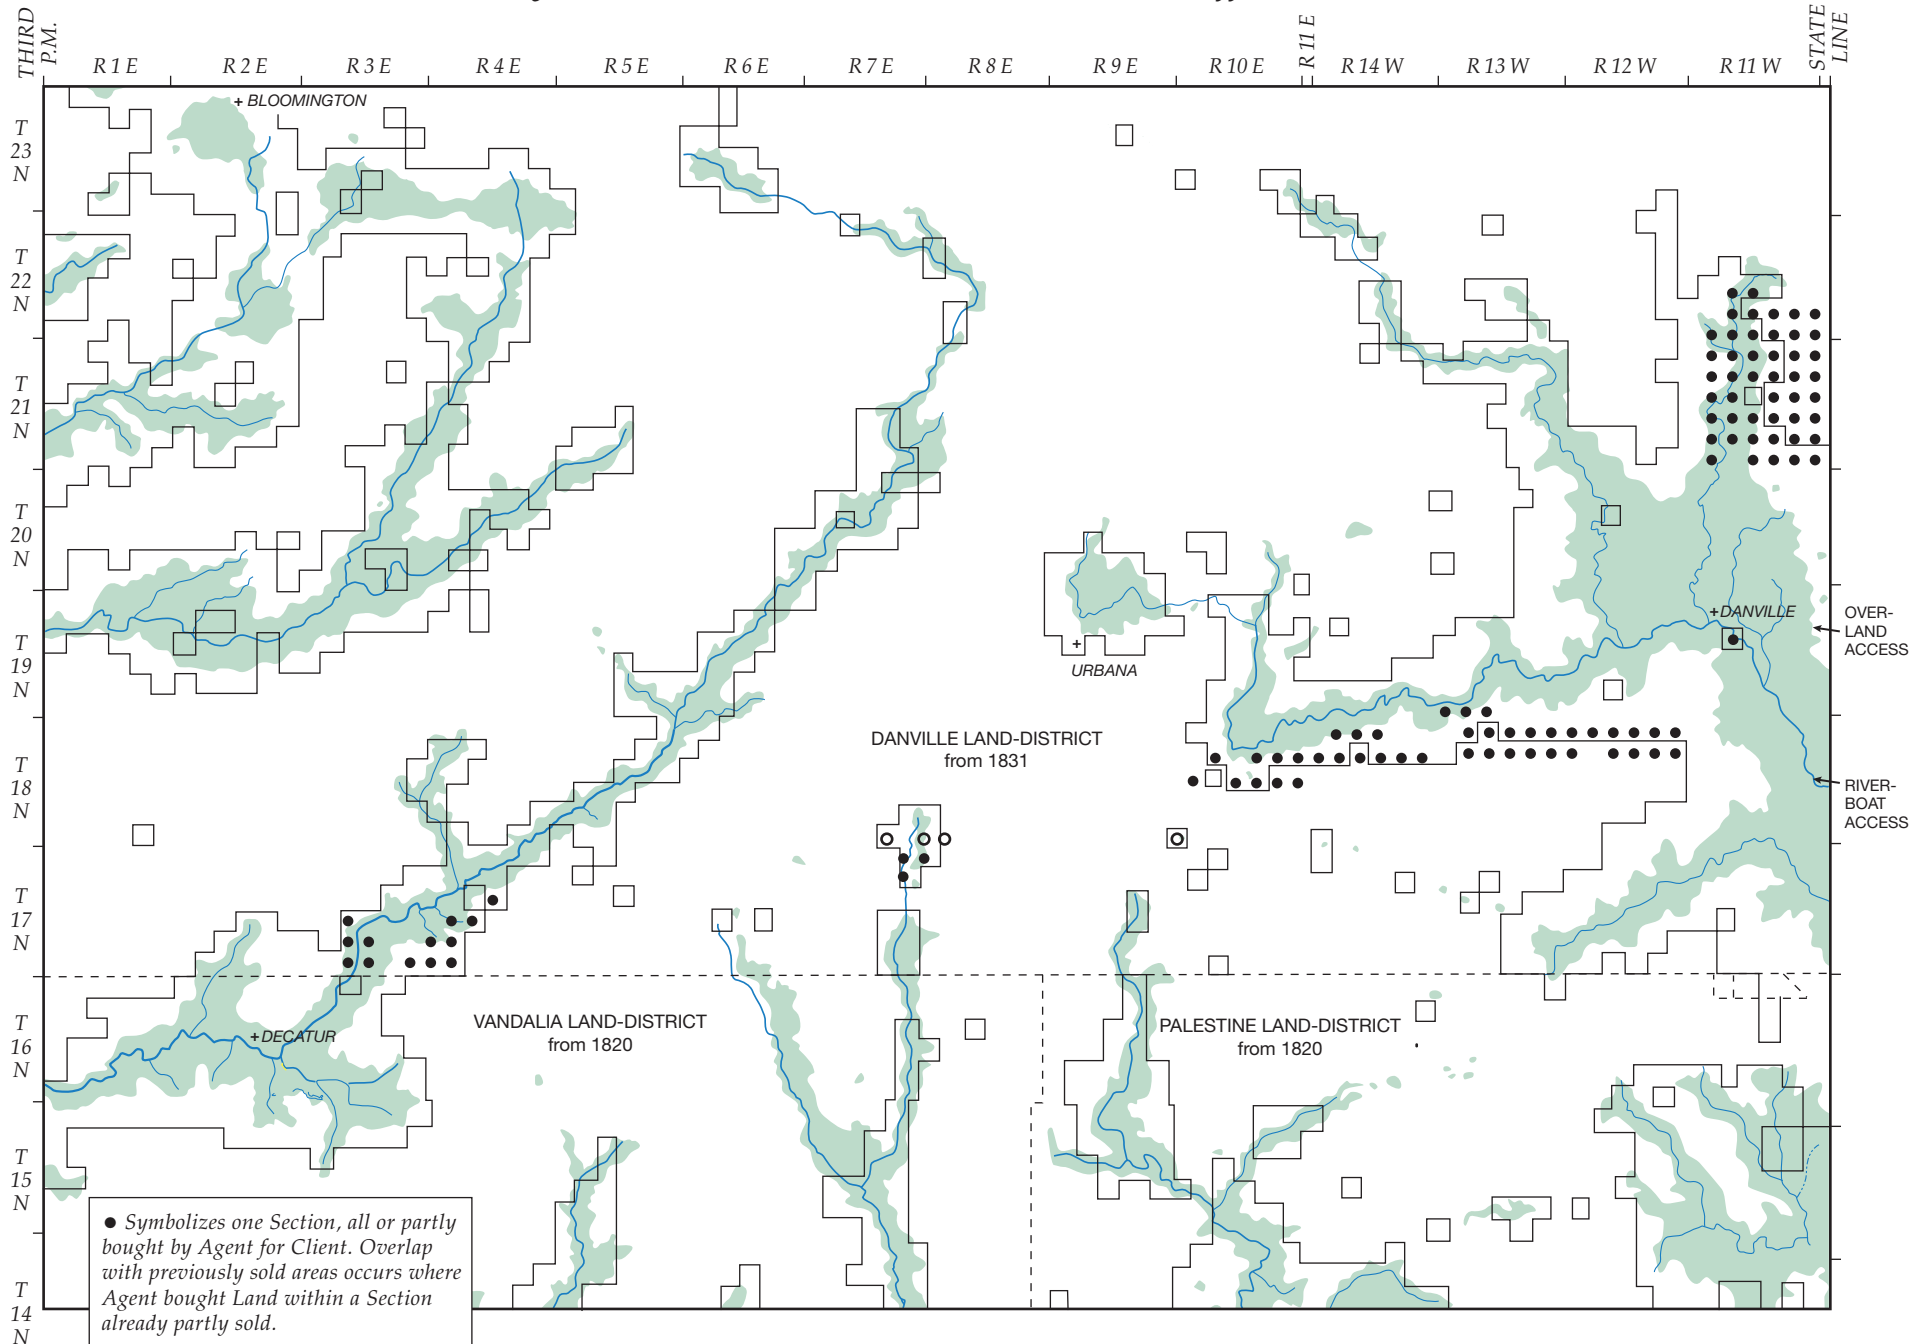 THIRD
P.M.
R 1 E
R 2 E
R 3 E
R 4 E
R 5 E
R 6 E
R 7 E
R 8 E
R 9 E
R 10 E
R 11 E
R 14 W
R 13 W
R 12 W
R 11 W
STATE
LINE
T
23
N
T
22
N
T
21
N
T
20
N
T
19
N
T
18
N
T
17
N
T
16
N
T
15
N
T
14
N
+ BLOOMINGTON
+ DANVILLE
OVER-
LAND
ACCESS
+
URBANA
DANVILLE LAND-DISTRICT
from 1831
RIVER-
BOAT
ACCESS
VANDALIA LAND-DISTRICT
from 1820
PALESTINE LAND-DISTRICT
from 1820
+ DECATUR
● Symbolizes one Section, all or partly
bought by Agent for Client. Overlap
with previously sold areas occurs where
Agent bought Land within a Section
already partly sold.